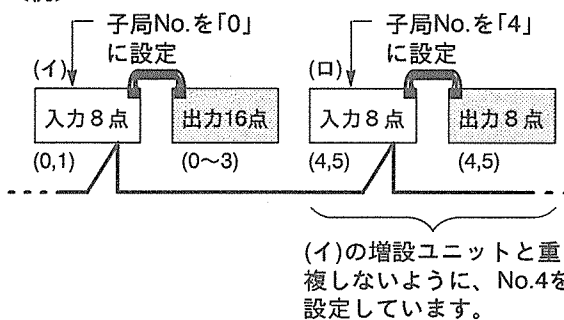 子局No.を「0」
に設定
子局No.を「4」
に設定
(イ)
(ロ)
入力8点
出力16点
入力8点
出力8点
(0,1)
(0〜3)
(4,5)
(4,5)
(イ)の増設ユニットと重
複しないように、No.4を
設定しています。